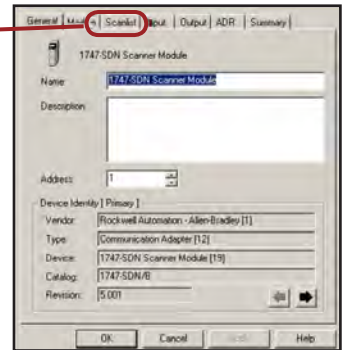 General | Module | Scanlist | Input | Output | ADR | Summary |
1747-SDN Scanner Module
Name: 1747-SDN Scanner Module
Description:
Address: 1
Device Identity [ Primary ]
Vendor: Rockwell Automation - Allen-Bradley [1]
Type: Communication Adapter [12]
Device: 1747-SDN Scanner Module [19]
Catalog: 1747-SDN/B
Revision: 5.001
OK Cancel Apply Help